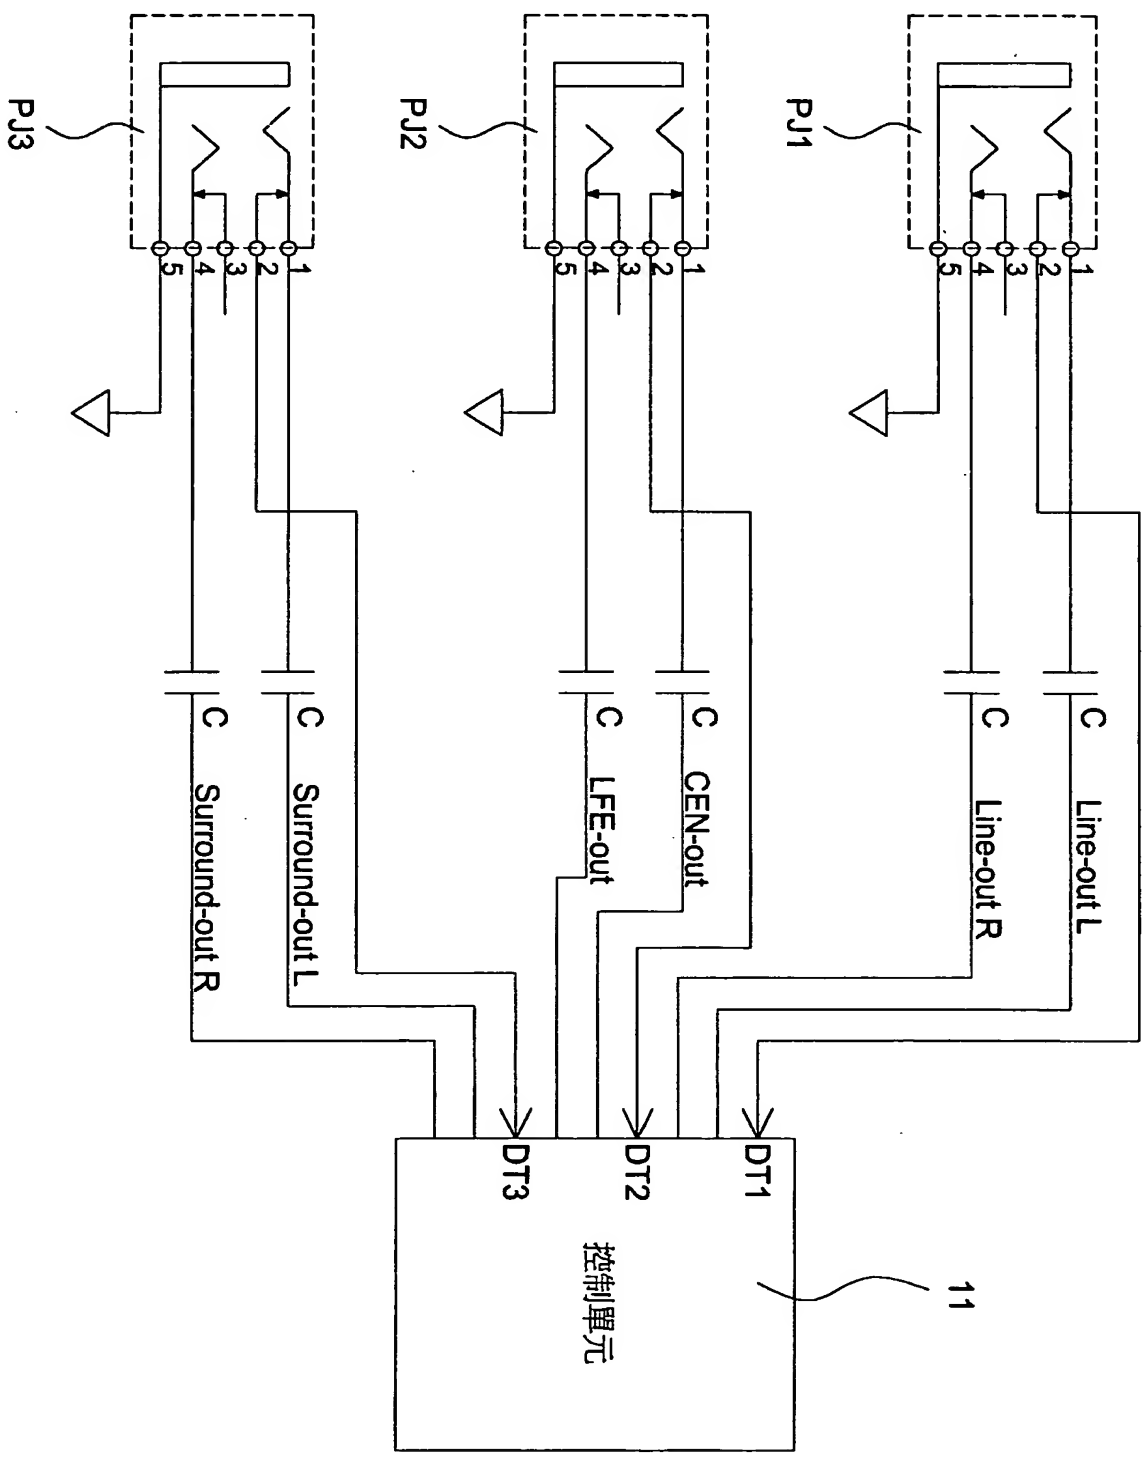 PJ1
1
2
3
4
5
C
Line-out L
C
Line-out R
DT1
11
PJ2
1
2
3
4
5
C
CEN-out
C
LFE-out
DT2
控制單元
PJ3
1
2
3
4
5
C
Surround-out L
C
Surround-out R
DT3